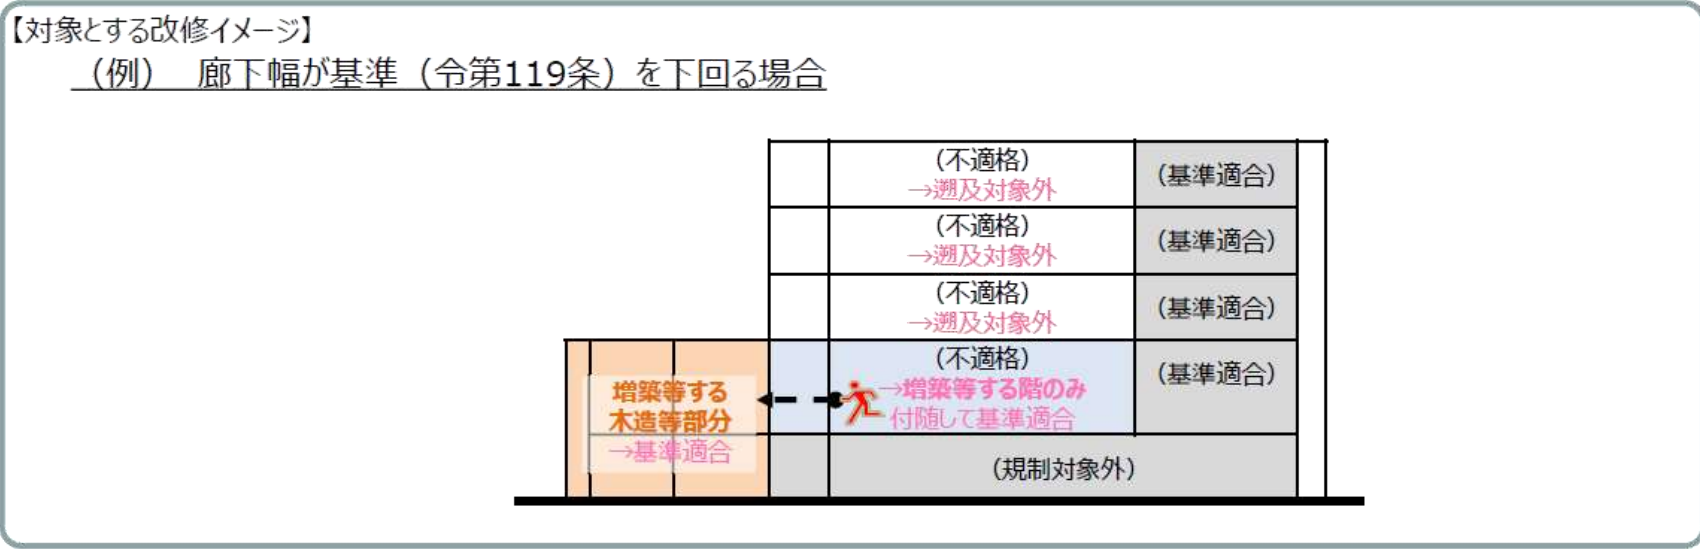 【対象とする改修イメージ】
（例）　廊下幅が基準（令第119条）を下回る場合
（不適格）
→遡及対象外
（基準適合）
（不適格）
→遡及対象外
（基準適合）
（不適格）
→遡及対象外
（基準適合）
（不適格）
→増築等する階のみ
付随して基準適合
（基準適合）
増築等する
木造等部分
→基準適合
（規制対象外）